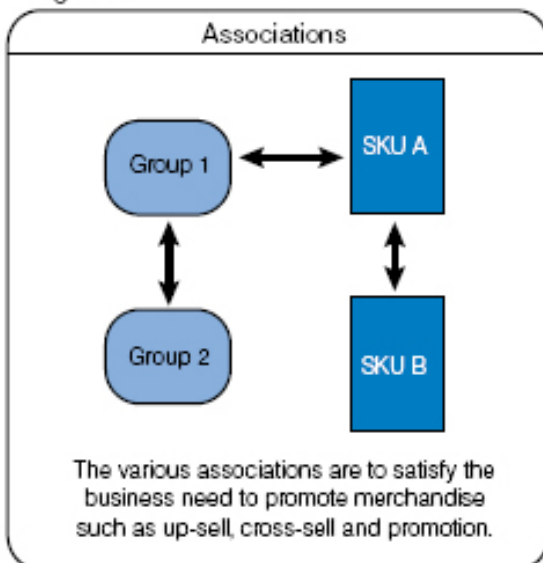 Associations
Group 1
SKU A
Group 2
SKU B
The various associations are to satisfy the
business need to promote merchandise
such as up-sell, cross-sell and promotion.